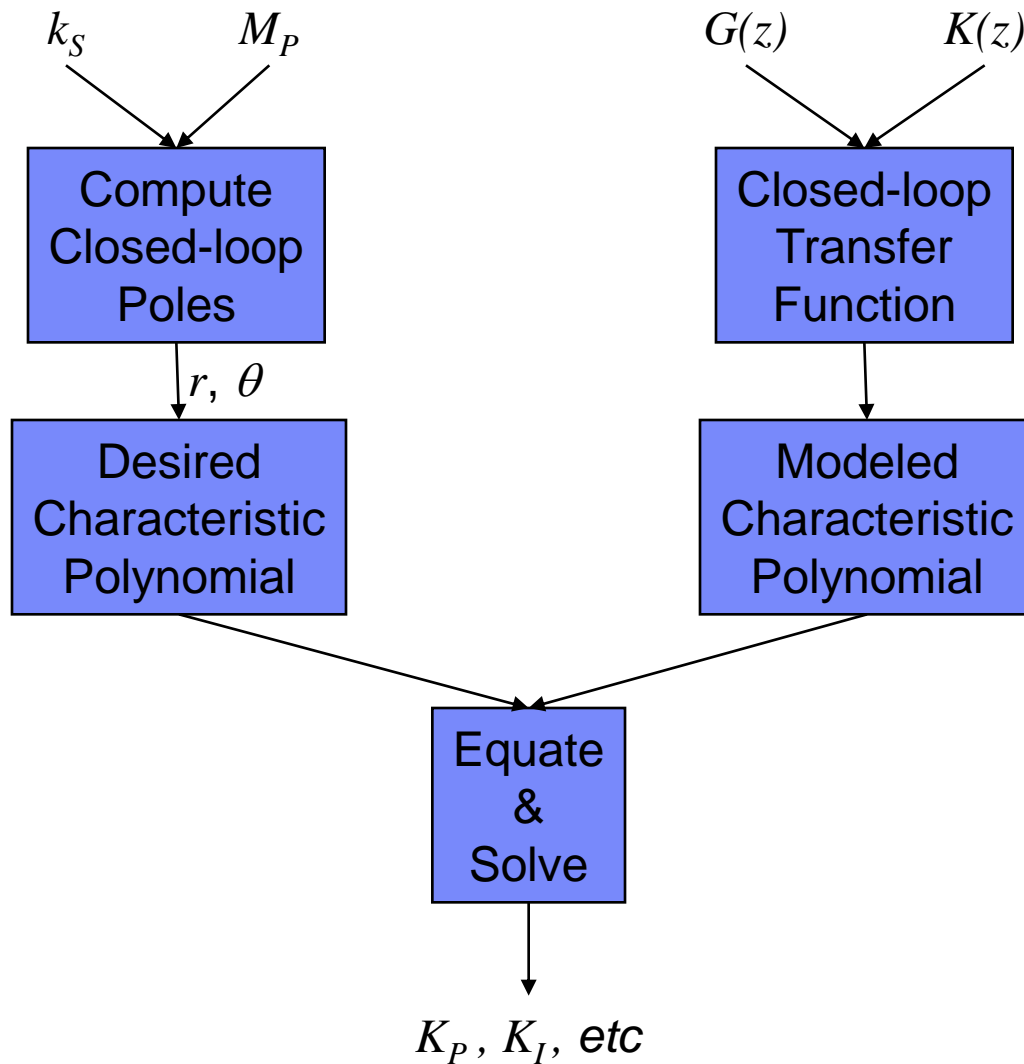 k_S M_P G(z) K(z)
Compute
Closed-loop
Poles
Closed-loop
Transfer
Function
r, θ
Desired
Characteristic
Polynomial
Modeled
Characteristic
Polynomial
Equate
&
Solve
K_P , K_I, etc